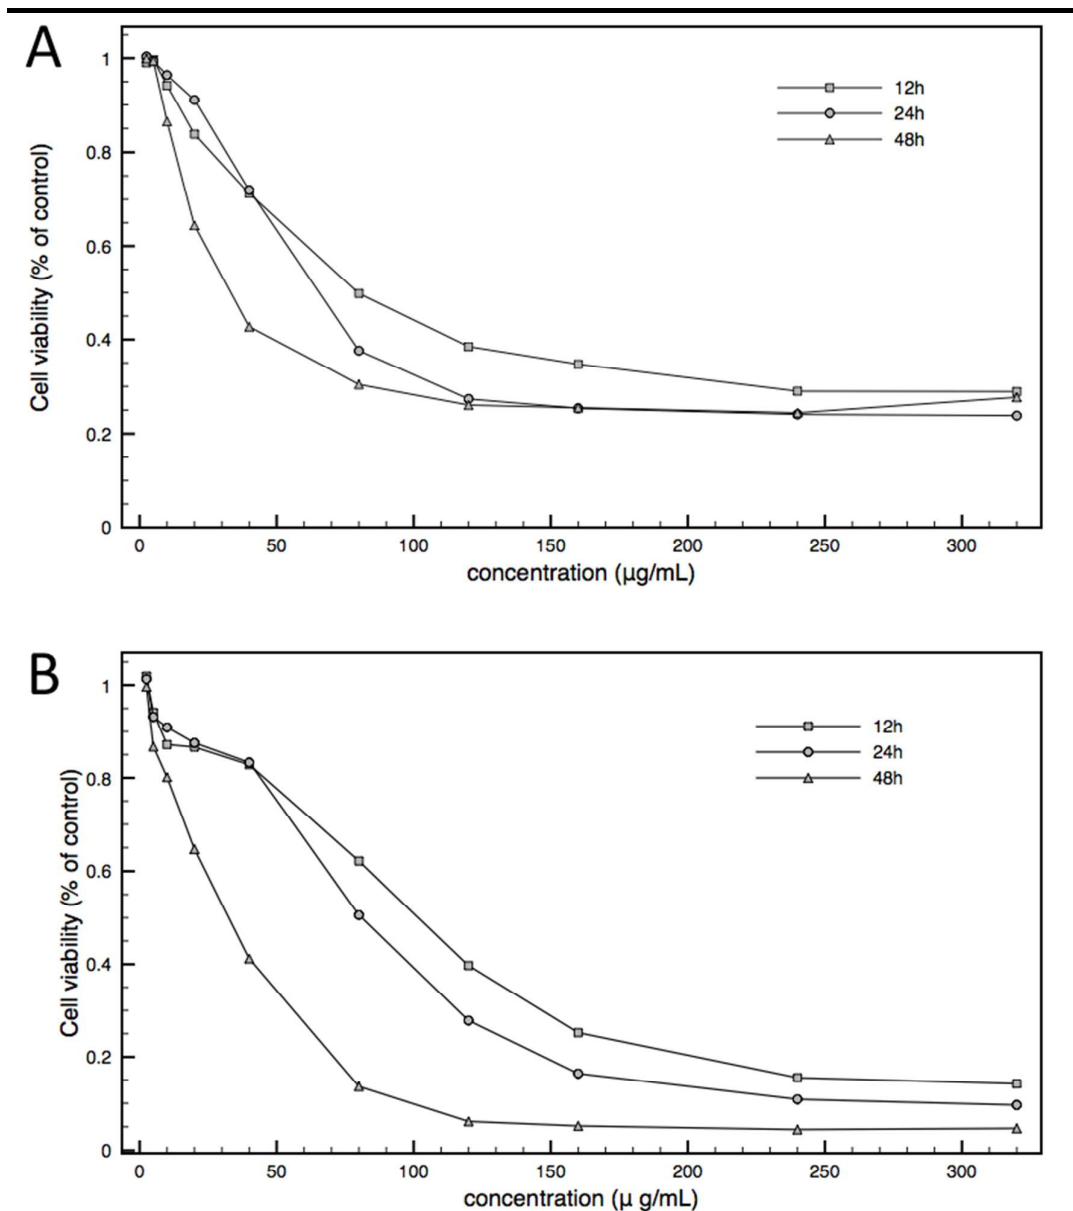 A
Cell viability (% of control)
1
0.8
0.6
0.4
0.2
0
12h
24h
48h
0 50 100 150 200 250 300
concentration (μg/mL)
B
Cell viability (% of control)
1
0.8
0.6
0.4
0.2
0
12h
24h
48h
0 50 100 150 200 250 300
concentration (μ g/mL)